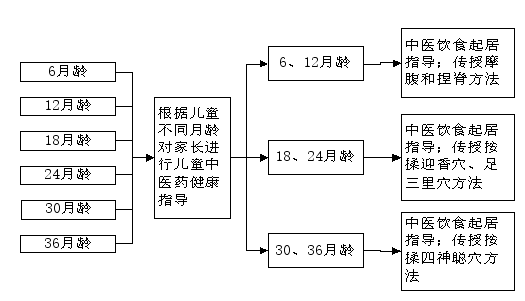 6月龄
12月龄
18月龄
24月龄
30月龄
36月龄
根据儿童
不同月龄
对家长进
行儿童中
医药健康
指导
6、12月龄
18、24月龄
30、36月龄
中医饮食起居
指导；传授摩
腹和捏脊方法
中医饮食起居
指导；传授按
揉迎香穴、足
三里穴方法
中医饮食起居
指导；传授按
揉四神聪穴方
法